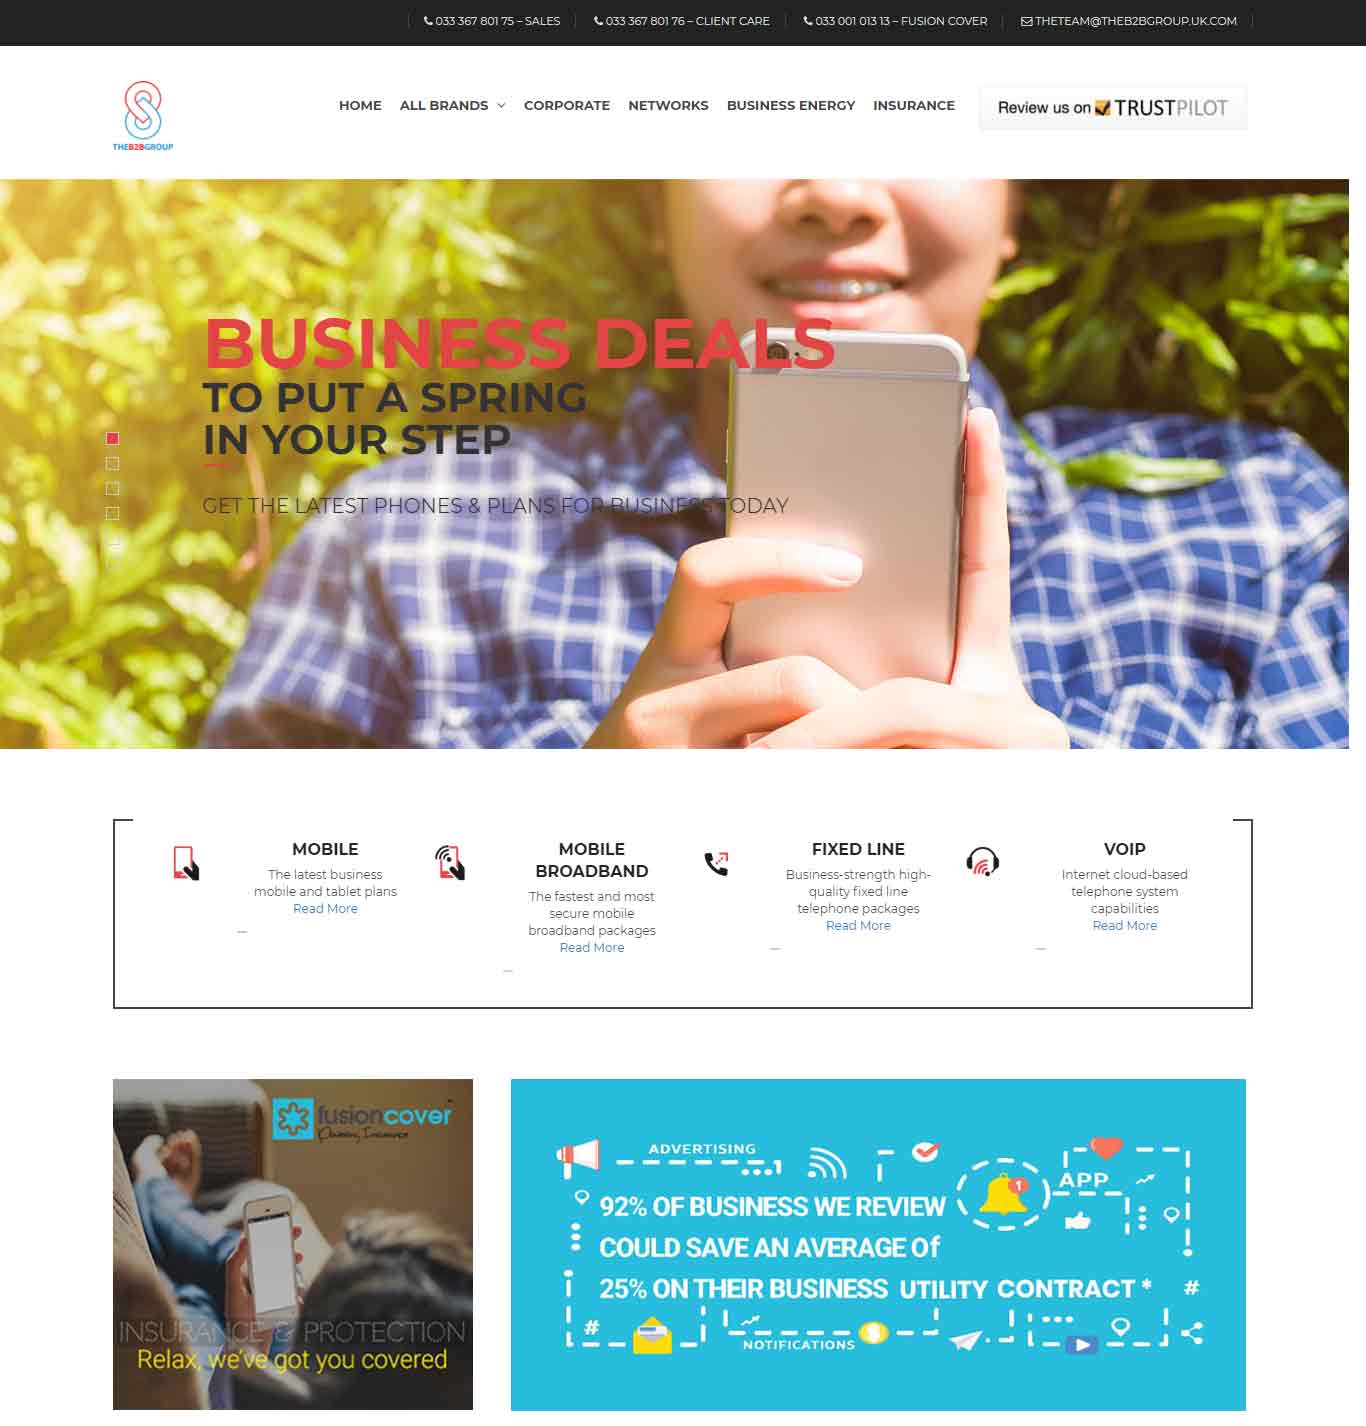 033 367 801 75 – SALES
033 367 801 76 – CLIENT CARE
033 001 013 13 – FUSION COVER
THETEAM@THEB2BGROUP.UK.COM
THEB2BGROUP
HOME
ALL BRANDS
CORPORATE
NETWORKS
BUSINESS ENERGY
INSURANCE
Review us on TRUSTPILOT
BUSINESS DEALS
TO PUT A SPRING
IN YOUR STEP
GET THE LATEST PHONES & PLANS FOR BUSINESS TODAY
MOBILE
The latest business
mobile and tablet plans
Read More
MOBILE
BROADBAND
The fastest and most
secure mobile
broadband packages
Read More
FIXED LINE
Business-strength high-
quality fixed line
telephone packages
Read More
VOIP
Internet cloud-based
telephone system
capabilities
Read More
fusioncover
INSURANCE & PROTECTION
Relax, we've got you covered
ADVERTISING
1
APP
92% OF BUSINESS WE REVIEW
COULD SAVE AN AVERAGE Of
25% ON THEIR BUSINESS UTILITY CONTRACT *
#
#
$
NOTIFICATIONS